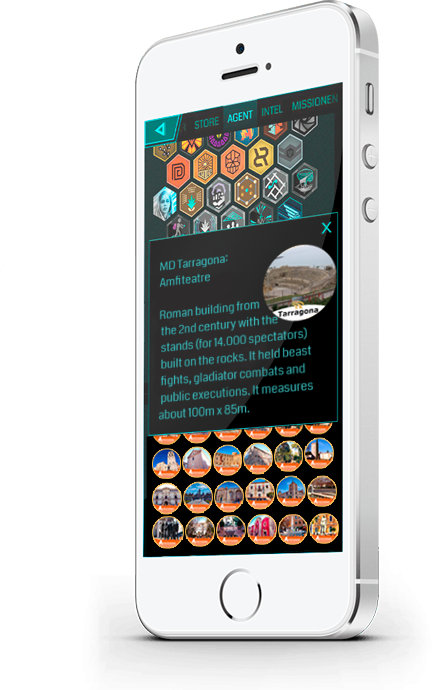 STORE AGENT INTEL MISSIONEN
X
MD Tarragona:
Amfiteatre
Tarragona
Roman building from
the 2nd century with the
stands (for 14.000 spectators)
built on the rocks. It held beast
fights, gladiator combats and
public executions. It measures
about 100m x 85m.